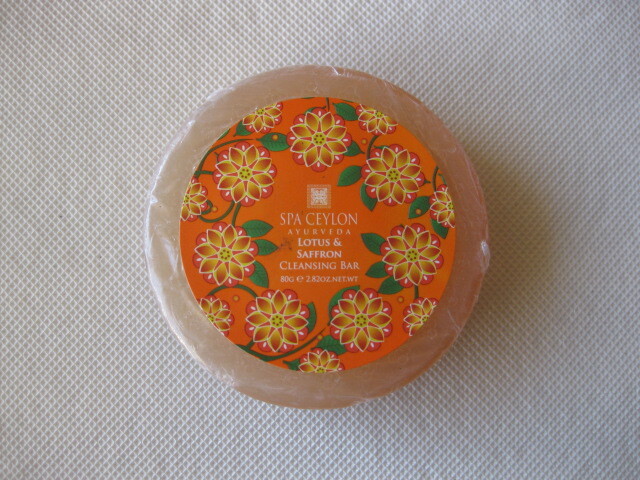 SPA CEYLON
AYURVEDA
LOTUS &
SAFFRON
CLEANSING BAR
80G ℮ 2.82OZ.NET.WT